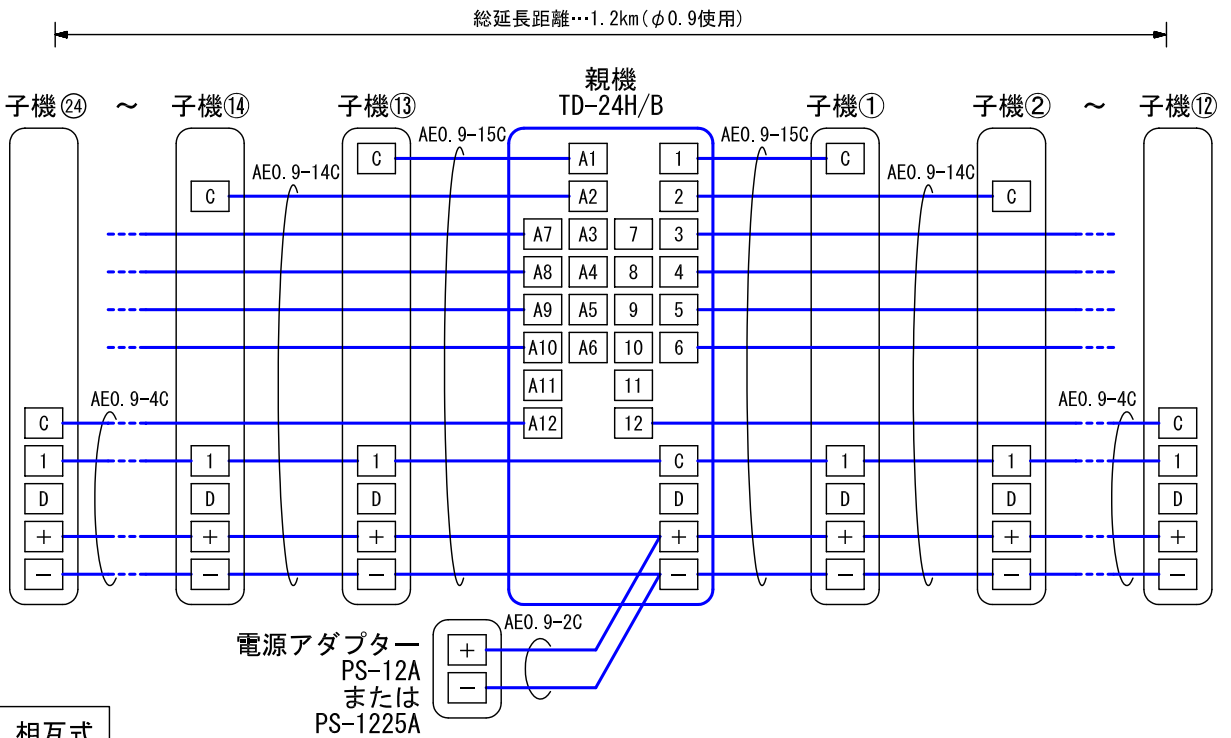 総延長距離…1.2km(φ0.9使用)
親機
子機㉔ ～ 子機⑭ 子機⑬ TD-24H/B 子機① 子機② ～ 子機⑫
AE0.9-15C AE0.9-15C
C A1 1 C
AE0.9-14C AE0.9-14C
C A2 2 C
A7 A3 7 3
A8 A4 8 4
A9 A5 9 5
A10 A6 10 6
A11 11
AE0.9-4C AE0.9-4C
C A12 12 C
1 1 1 C 1 1 1
D D D D D D D
+ + + + + + +
− − − − − − −
AE0.9-2C
電源アダプター +
PS-12A −
または
PS-1225A
相互式